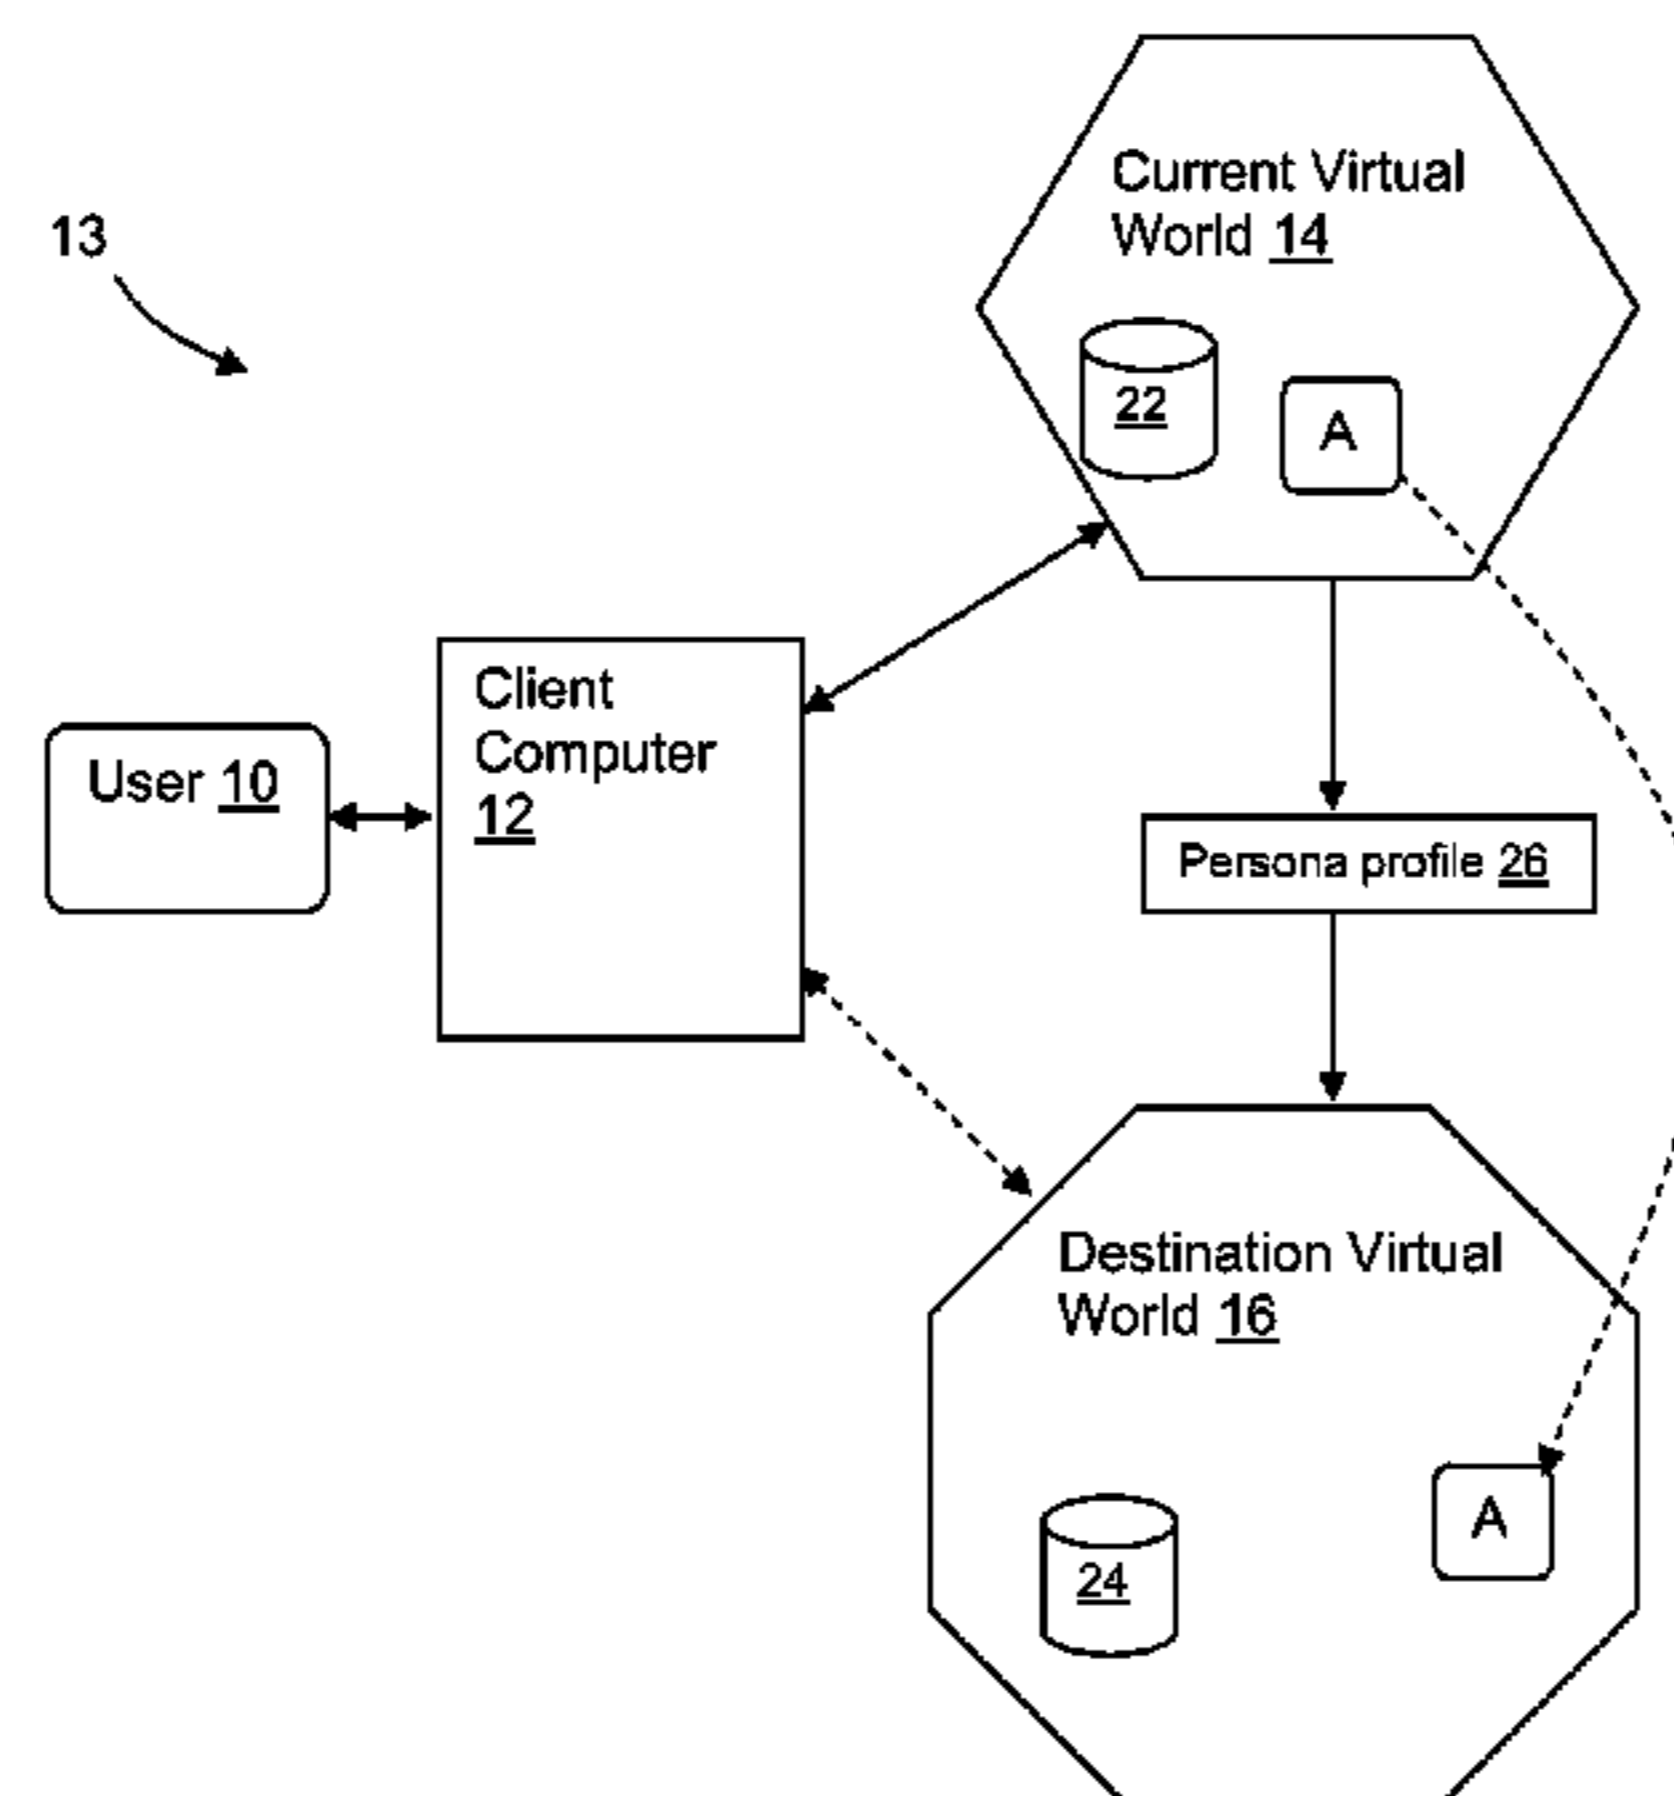 Current Virtual
World 14
13
22
A
Client
Computer
12
User 10
Persona profile 26
Destination Virtual
World 16
A
24